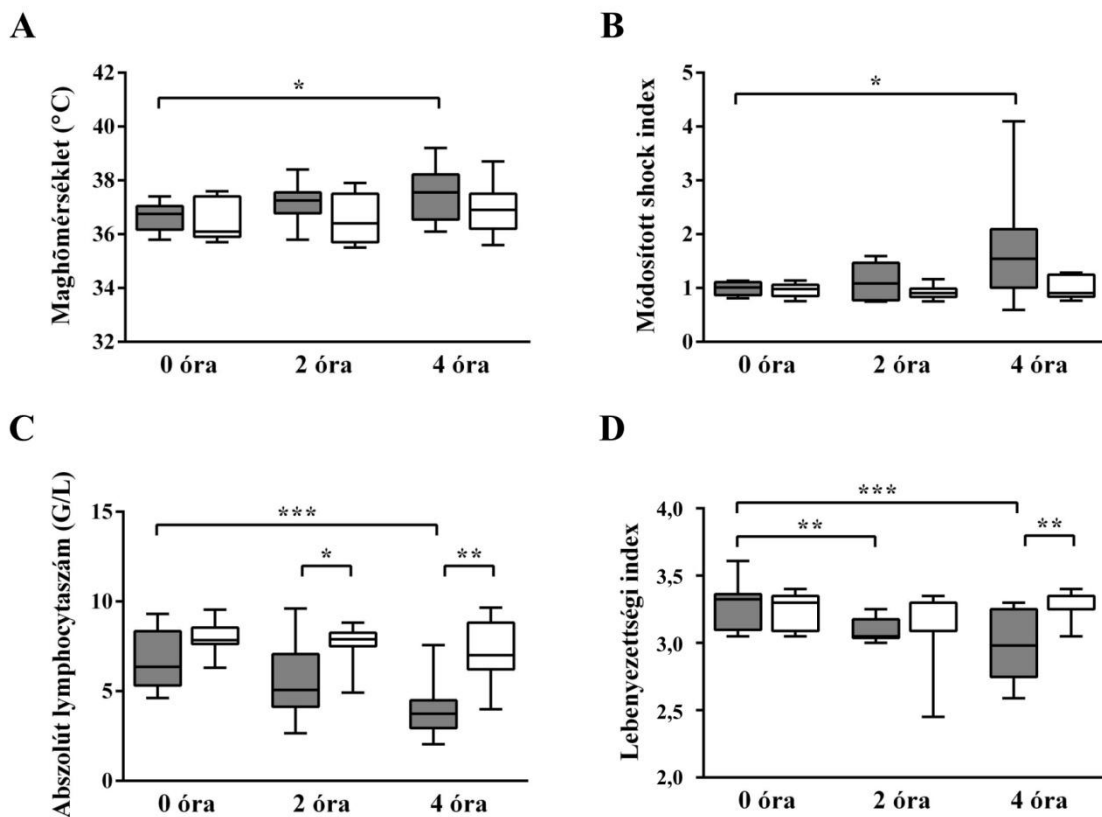 A
Maghőmérséklet (°C)
42
40
38
36
34
32
*
0 óra 2 óra 4 óra
B
Módosított shock index
5
4
3
2
1
0
*
0 óra 2 óra 4 óra
C
Abszolút lymphocytaszám (G/L)
15
10
5
0
***
*
**
0 óra 2 óra 4 óra
D
Lebenyezettségi index
4,0
3,5
3,0
2,5
2,0
***
**
**
0 óra 2 óra 4 óra